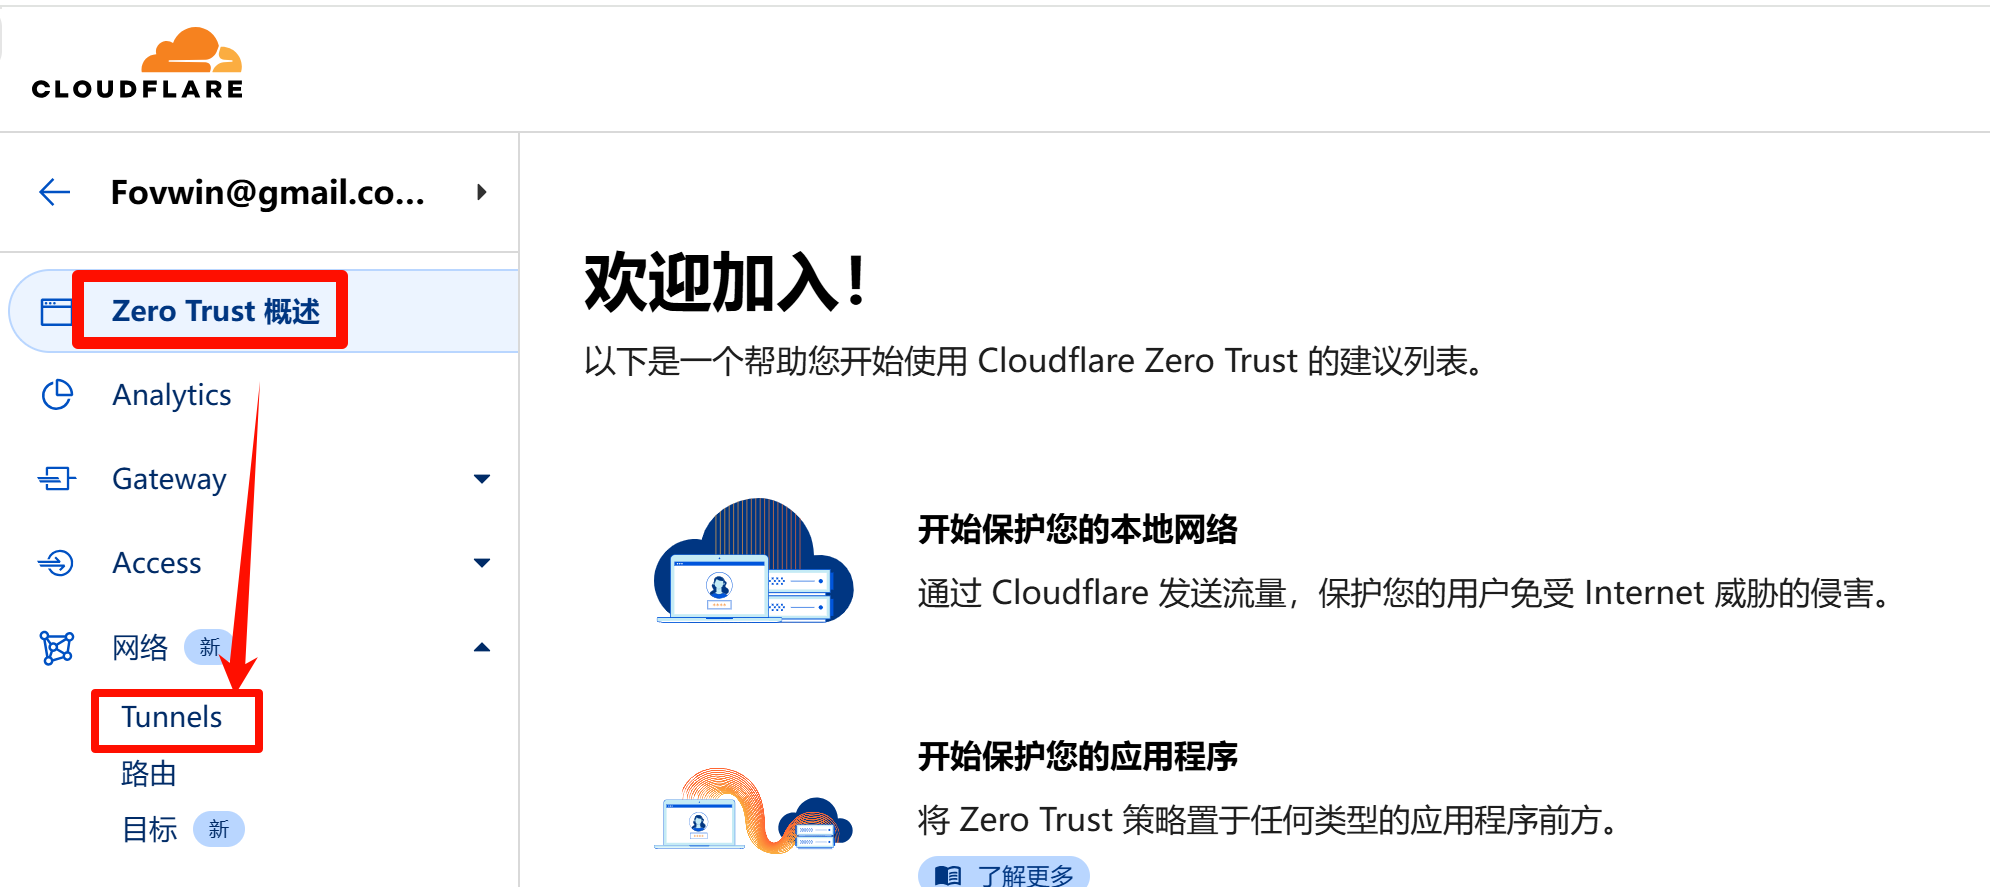 CLOUDFLARE
Fovwin@gmail.co...
Zero Trust 概述
Analytics
Gateway
Access
网络 新
Tunnels
路由
目标 新
欢迎加入！
以下是一个帮助您开始使用 Cloudflare Zero Trust 的建议列表。
开始保护您的本地网络
通过 Cloudflare 发送流量，保护您的用户免受 Internet 威胁的侵害。
开始保护您的应用程序
将 Zero Trust 策略置于任何类型的应用程序前方。
了解更多